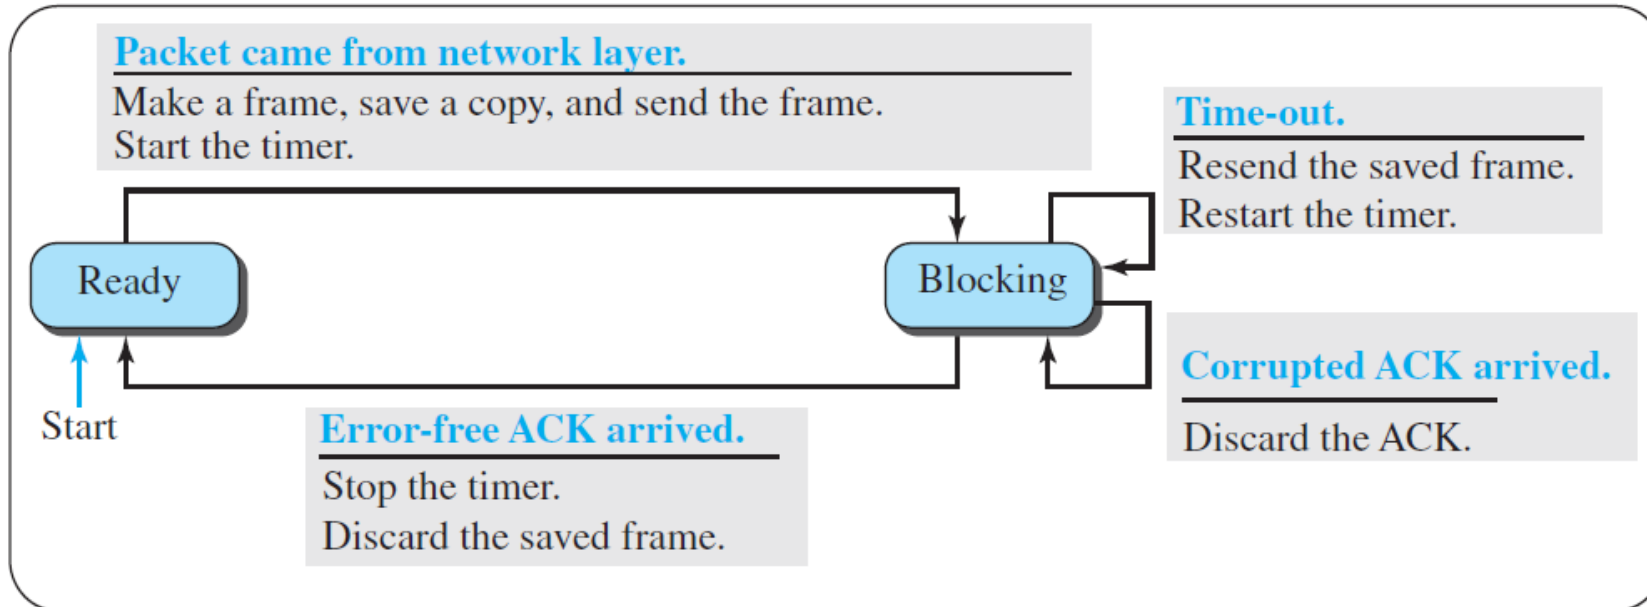 Packet came from network layer.
Make a frame, save a copy, and send the frame.
Start the timer.
Time-out.
Resend the saved frame.
Restart the timer.
Ready
Blocking
Start
Error-free ACK arrived.
Stop the timer.
Discard the saved frame.
Corrupted ACK arrived.
Discard the ACK.